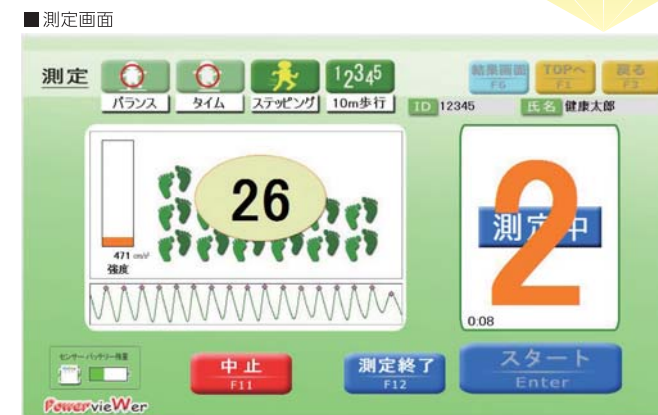 ■測定画面
測定
バランス
タイム
ステッピング
12345
10m歩行
結果画面
F6
TOPへ
F1
戻る
F3
ID 12345
氏名 健康太郎
26
471
強度
測定中
2
0:08
センサーバッテリー残量
中止
F11
測定終了
F12
スタート
Enter
PowervieWer